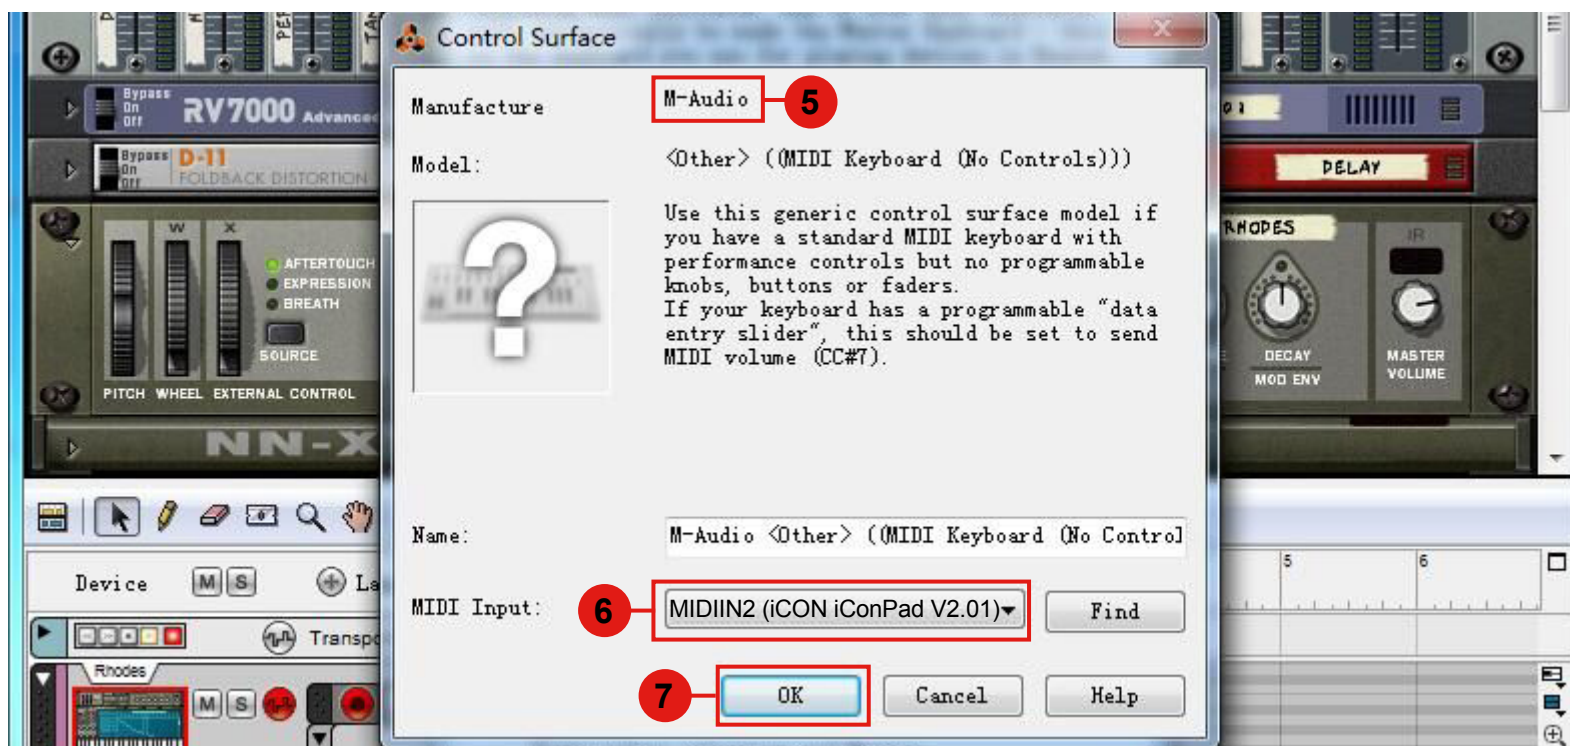 Control Surface
Bypass
On
Off
RV7000 Advanced
Manufacture
M-Audio
5
Bypass
On
Off
D-11
FOLDBACK DISTORTION
Model:
<Other> ((MIDI Keyboard (No Controls)))
DELAY
Use this generic control surface model if
you have a standard MIDI keyboard with
performance controls but no programmable
knobs, buttons or faders.
If your keyboard has a programmable "data
entry slider", this should be set to send
MIDI volume (CC#7).
W
X
AFTERTOUCH
EXPRESSION
BREATH
SOURCE
PITCH WHEEL EXTERNAL CONTROL
RHODES
DECAY
MOD ENV
MASTER
VOLUME
NN-X
Name:
M-Audio <Other> ((MIDI Keyboard (No Control
Device
M S
La
5
6
MIDI Input:
6
MIDIIN2 (iCON iConPad V2.01)
Find
Transpo
Rhodes
M S
7
OK
Cancel
Help